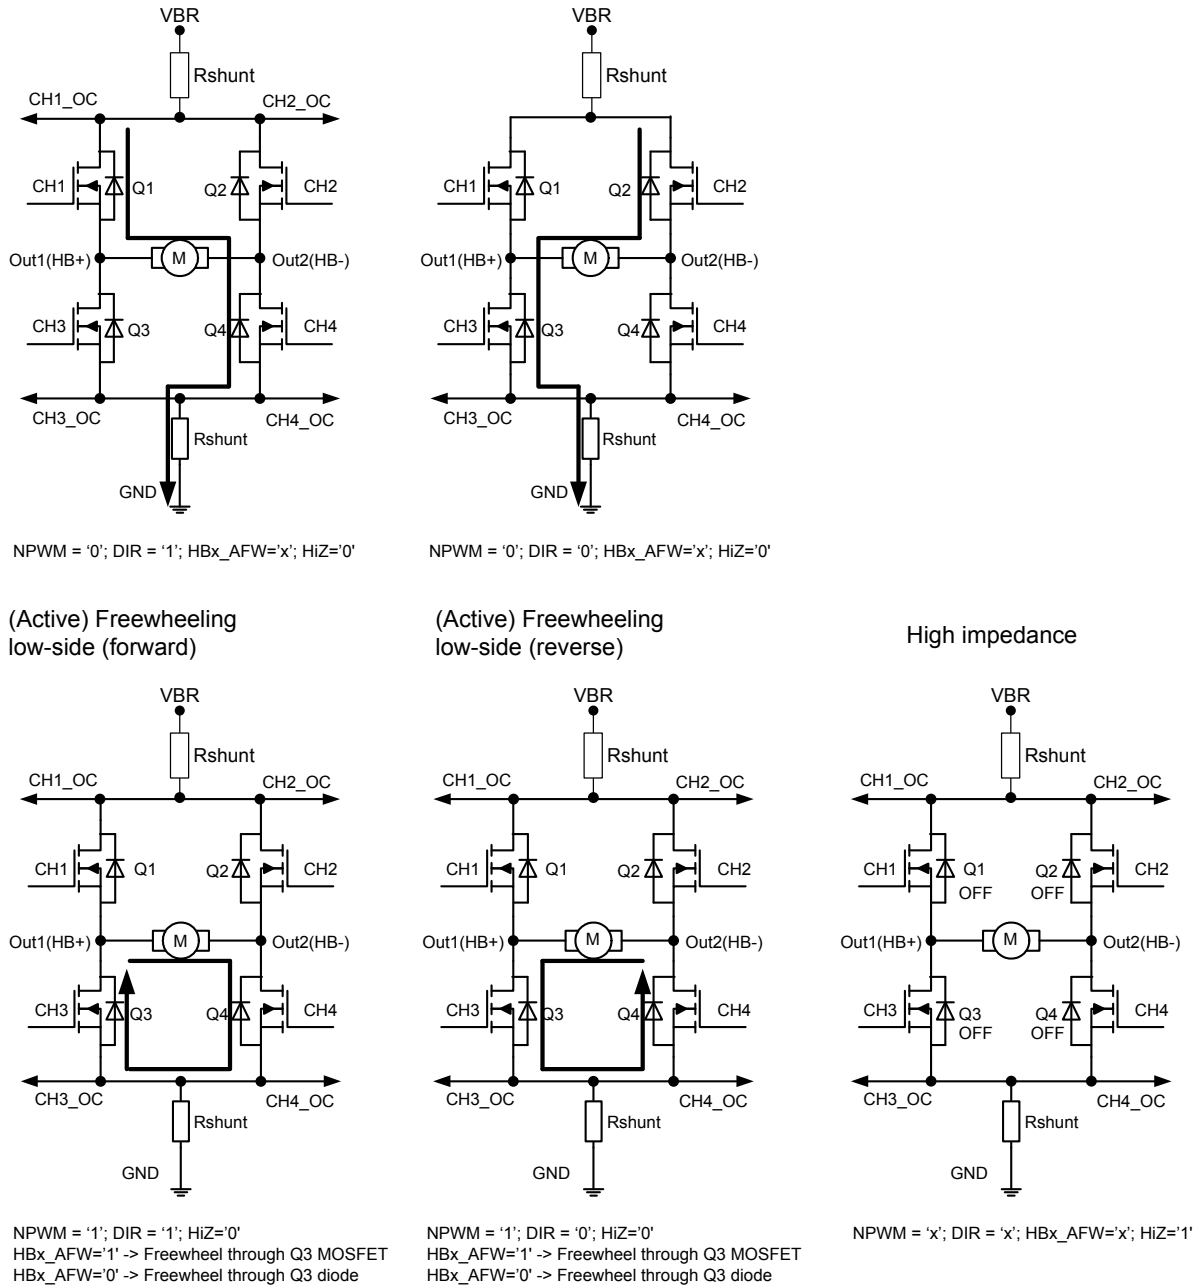 VBR
Rshunt
CH1_OC
CH2_OC
CH1
Q1
Q2
CH2
Out1(HB+)
M
Out2(HB-)
CH3
Q3
Q4
CH4
CH3_OC
CH4_OC
Rshunt
GND
NPWM = ‘0’; DIR = ‘1’; HBx_AFW=’x’; HiZ=’0'
VBR
Rshunt
CH1
Q1
Q2
CH2
Out1(HB+)
M
Out2(HB-)
CH3
Q3
Q4
CH4
CH3_OC
CH4_OC
Rshunt
GND
NPWM = ‘0’; DIR = ‘0’; HBx_AFW=’x’; HiZ=’0'
(Active) Freewheeling
low-side (forward)
VBR
Rshunt
CH1_OC
CH2_OC
CH1
Q1
Q2
CH2
Out1(HB+)
M
Out2(HB-)
CH3
Q3
Q4
CH4
CH3_OC
CH4_OC
Rshunt
GND
NPWM = ‘1’; DIR = ‘1’; HiZ=’0'
HBx_AFW=’1' -> Freewheel through Q3 MOSFET
HBx_AFW=’0' -> Freewheel through Q3 diode
(Active) Freewheeling
low-side (reverse)
VBR
Rshunt
CH1_OC
CH2_OC
CH1
Q1
Q2
CH2
Out1(HB+)
M
Out2(HB-)
CH3
Q3
Q4
CH4
CH3_OC
CH4_OC
Rshunt
GND
NPWM = ‘1’; DIR = ‘0’; HiZ=’0'
HBx_AFW=’1' -> Freewheel through Q3 MOSFET
HBx_AFW=’0' -> Freewheel through Q3 diode
High impedance
VBR
Rshunt
CH1_OC
CH2_OC
CH1
Q1
OFF
Q2
OFF
CH2
Out1(HB+)
M
Out2(HB-)
CH3
Q3
OFF
Q4
OFF
CH4
CH3_OC
CH4_OC
Rshunt
GND
NPWM = ‘x’; DIR = ‘x’; HBx_AFW=’x’; HiZ=’1'